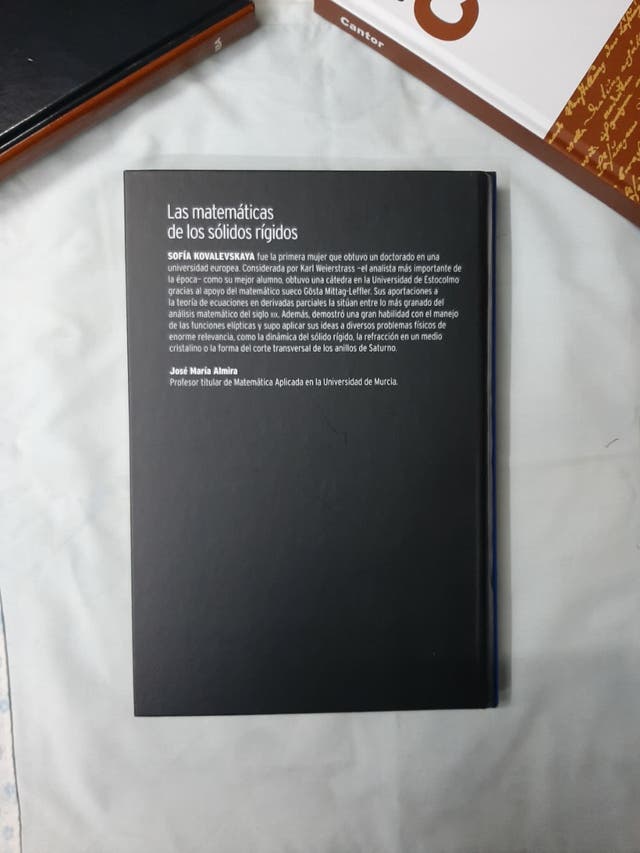 Cantor
Las matemáticas
de los sólidos rígidos
SOFÍA KOVALEVSKAYA fue la primera mujer que obtuvo un doctorado en una
universidad europea. Considerada por Karl Weierstrass –el analista más importante de
la época– como su mejor alumno, obtuvo una cátedra en la Universidad de Estocolmo
gracias al apoyo del matemático sueco Gösta Mittag-Leffler. Sus aportaciones a
la teoría de ecuaciones en derivadas parciales la sitúan entre lo más granado del
análisis matemático del siglo XIX. Además, demostró una gran habilidad con el manejo
de las funciones elípticas y supo aplicar sus ideas a diversos problemas físicos de
enorme relevancia, como la dinámica del sólido rígido, la refracción en un medio
cristalino o la forma del corte transversal de los anillos de Saturno.
José María Almira
Profesor titular de Matemática Aplicada en la Universidad de Murcia.